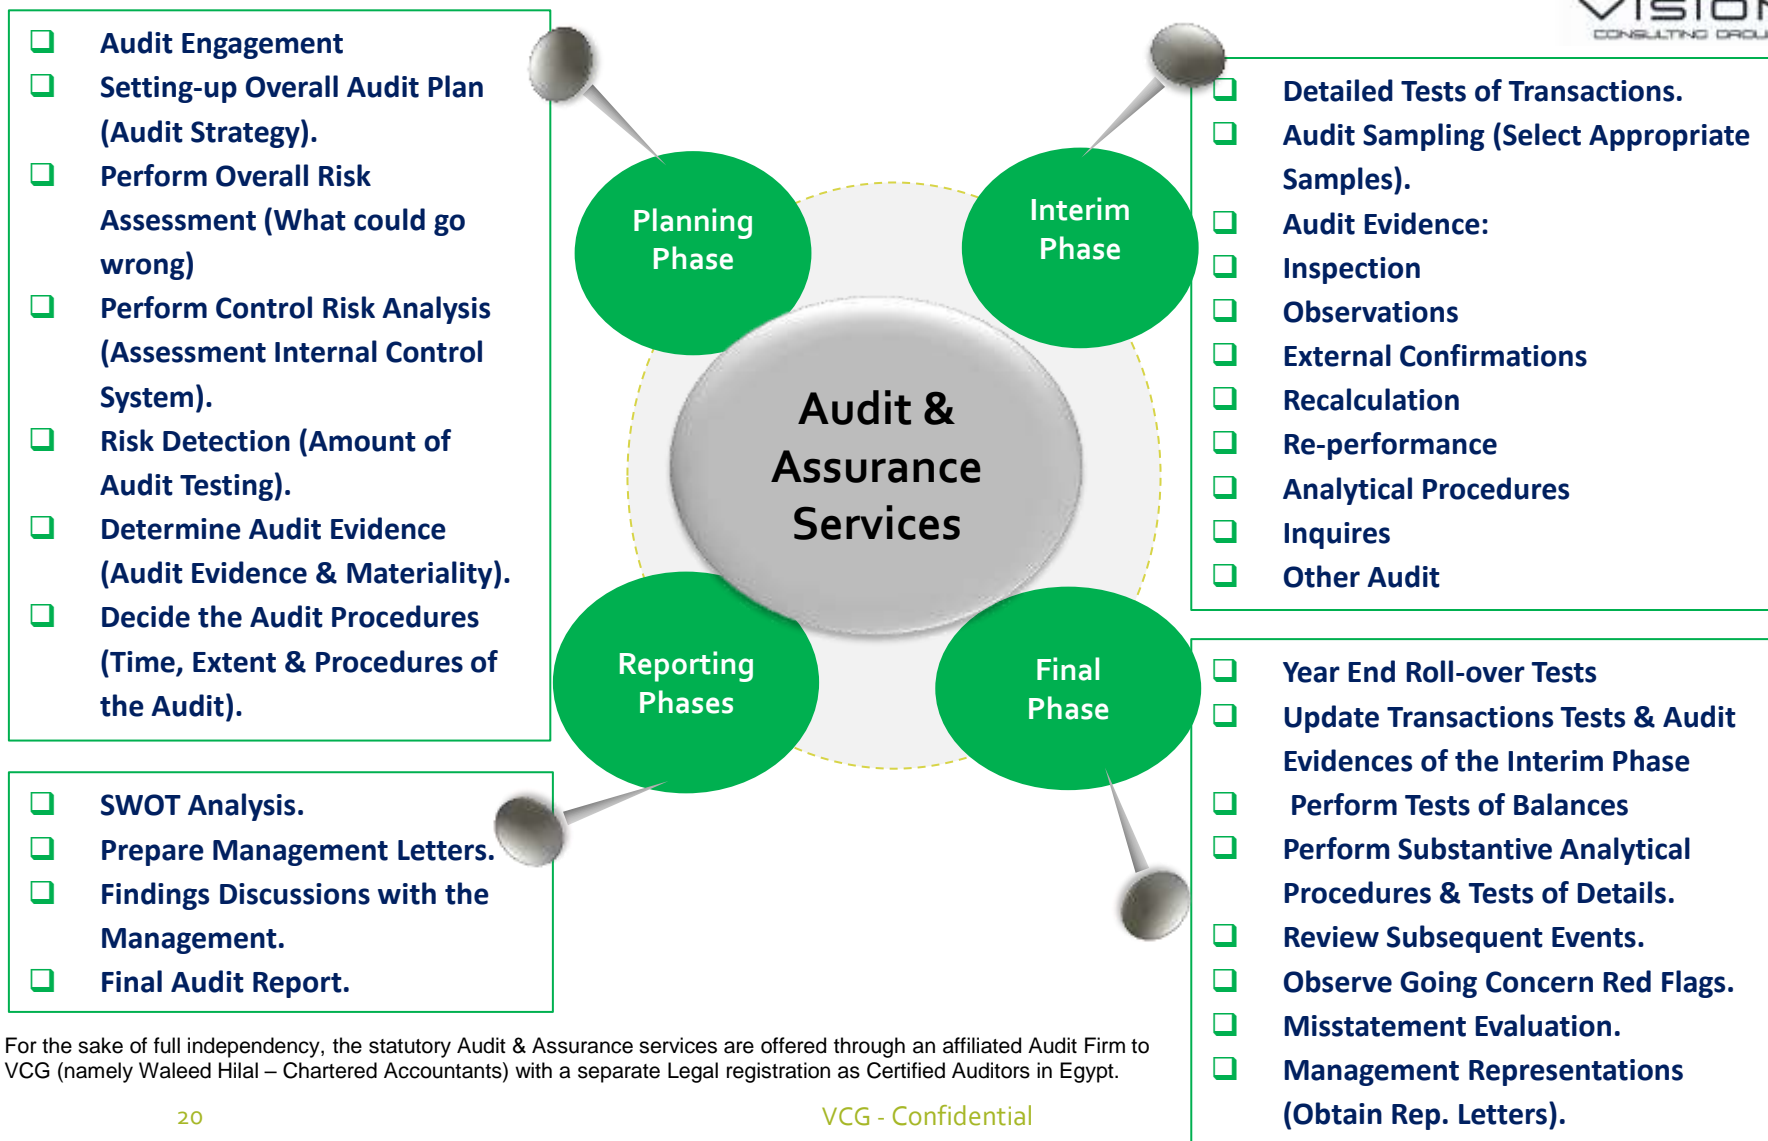 VISION
CONSULTING GROUP
Audit Engagement
Setting-up Overall Audit Plan
(Audit Strategy).
Perform Overall Risk
Assessment (What could go
wrong)
Perform Control Risk Analysis
(Assessment Internal Control
System).
Risk Detection (Amount of
Audit Testing).
Determine Audit Evidence
(Audit Evidence & Materiality).
Decide the Audit Procedures
(Time, Extent & Procedures of
the Audit).
Planning
Phase
Interim
Phase
Detailed Tests of Transactions.
Audit Sampling (Select Appropriate
Samples).
Audit Evidence:
Inspection
Observations
External Confirmations
Recalculation
Re-performance
Analytical Procedures
Inquires
Other Audit
Audit &
Assurance
Services
Reporting
Phases
Final
Phase
SWOT Analysis.
Prepare Management Letters.
Findings Discussions with the
Management.
Final Audit Report.
Year End Roll-over Tests
Update Transactions Tests & Audit
Evidences of the Interim Phase
Perform Tests of Balances
Perform Substantive Analytical
Procedures & Tests of Details.
Review Subsequent Events.
Observe Going Concern Red Flags.
Misstatement Evaluation.
Management Representations
(Obtain Rep. Letters).
For the sake of full independency, the statutory Audit & Assurance services are offered through an affiliated Audit Firm to
VCG (namely Waleed Hilal – Chartered Accountants) with a separate Legal registration as Certified Auditors in Egypt.
20
VCG - Confidential